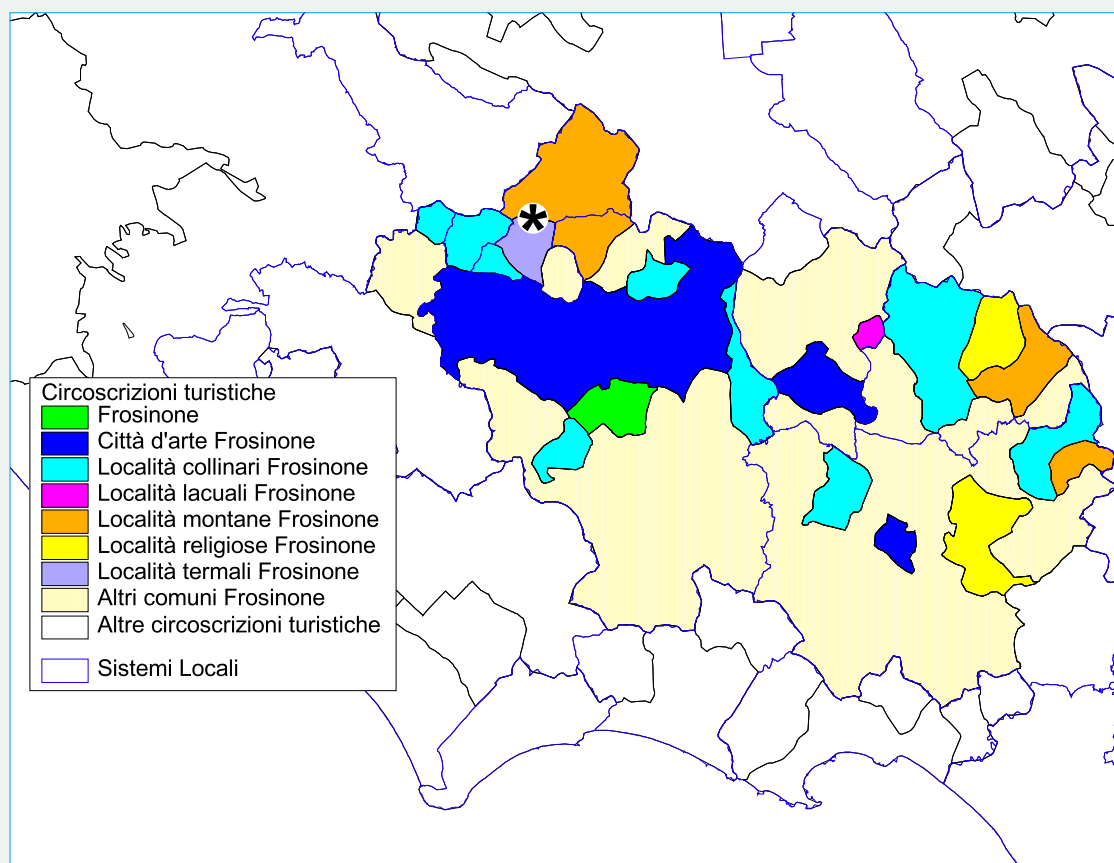 *
Circoscrizioni turistiche
Frosinone
Città d'arte Frosinone
Località collinari Frosinone
Località lacuali Frosinone
Località montane Frosinone
Località religiose Frosinone
Località termali Frosinone
Altri comuni Frosinone
Altre circoscrizioni turistiche
Sistemi Locali